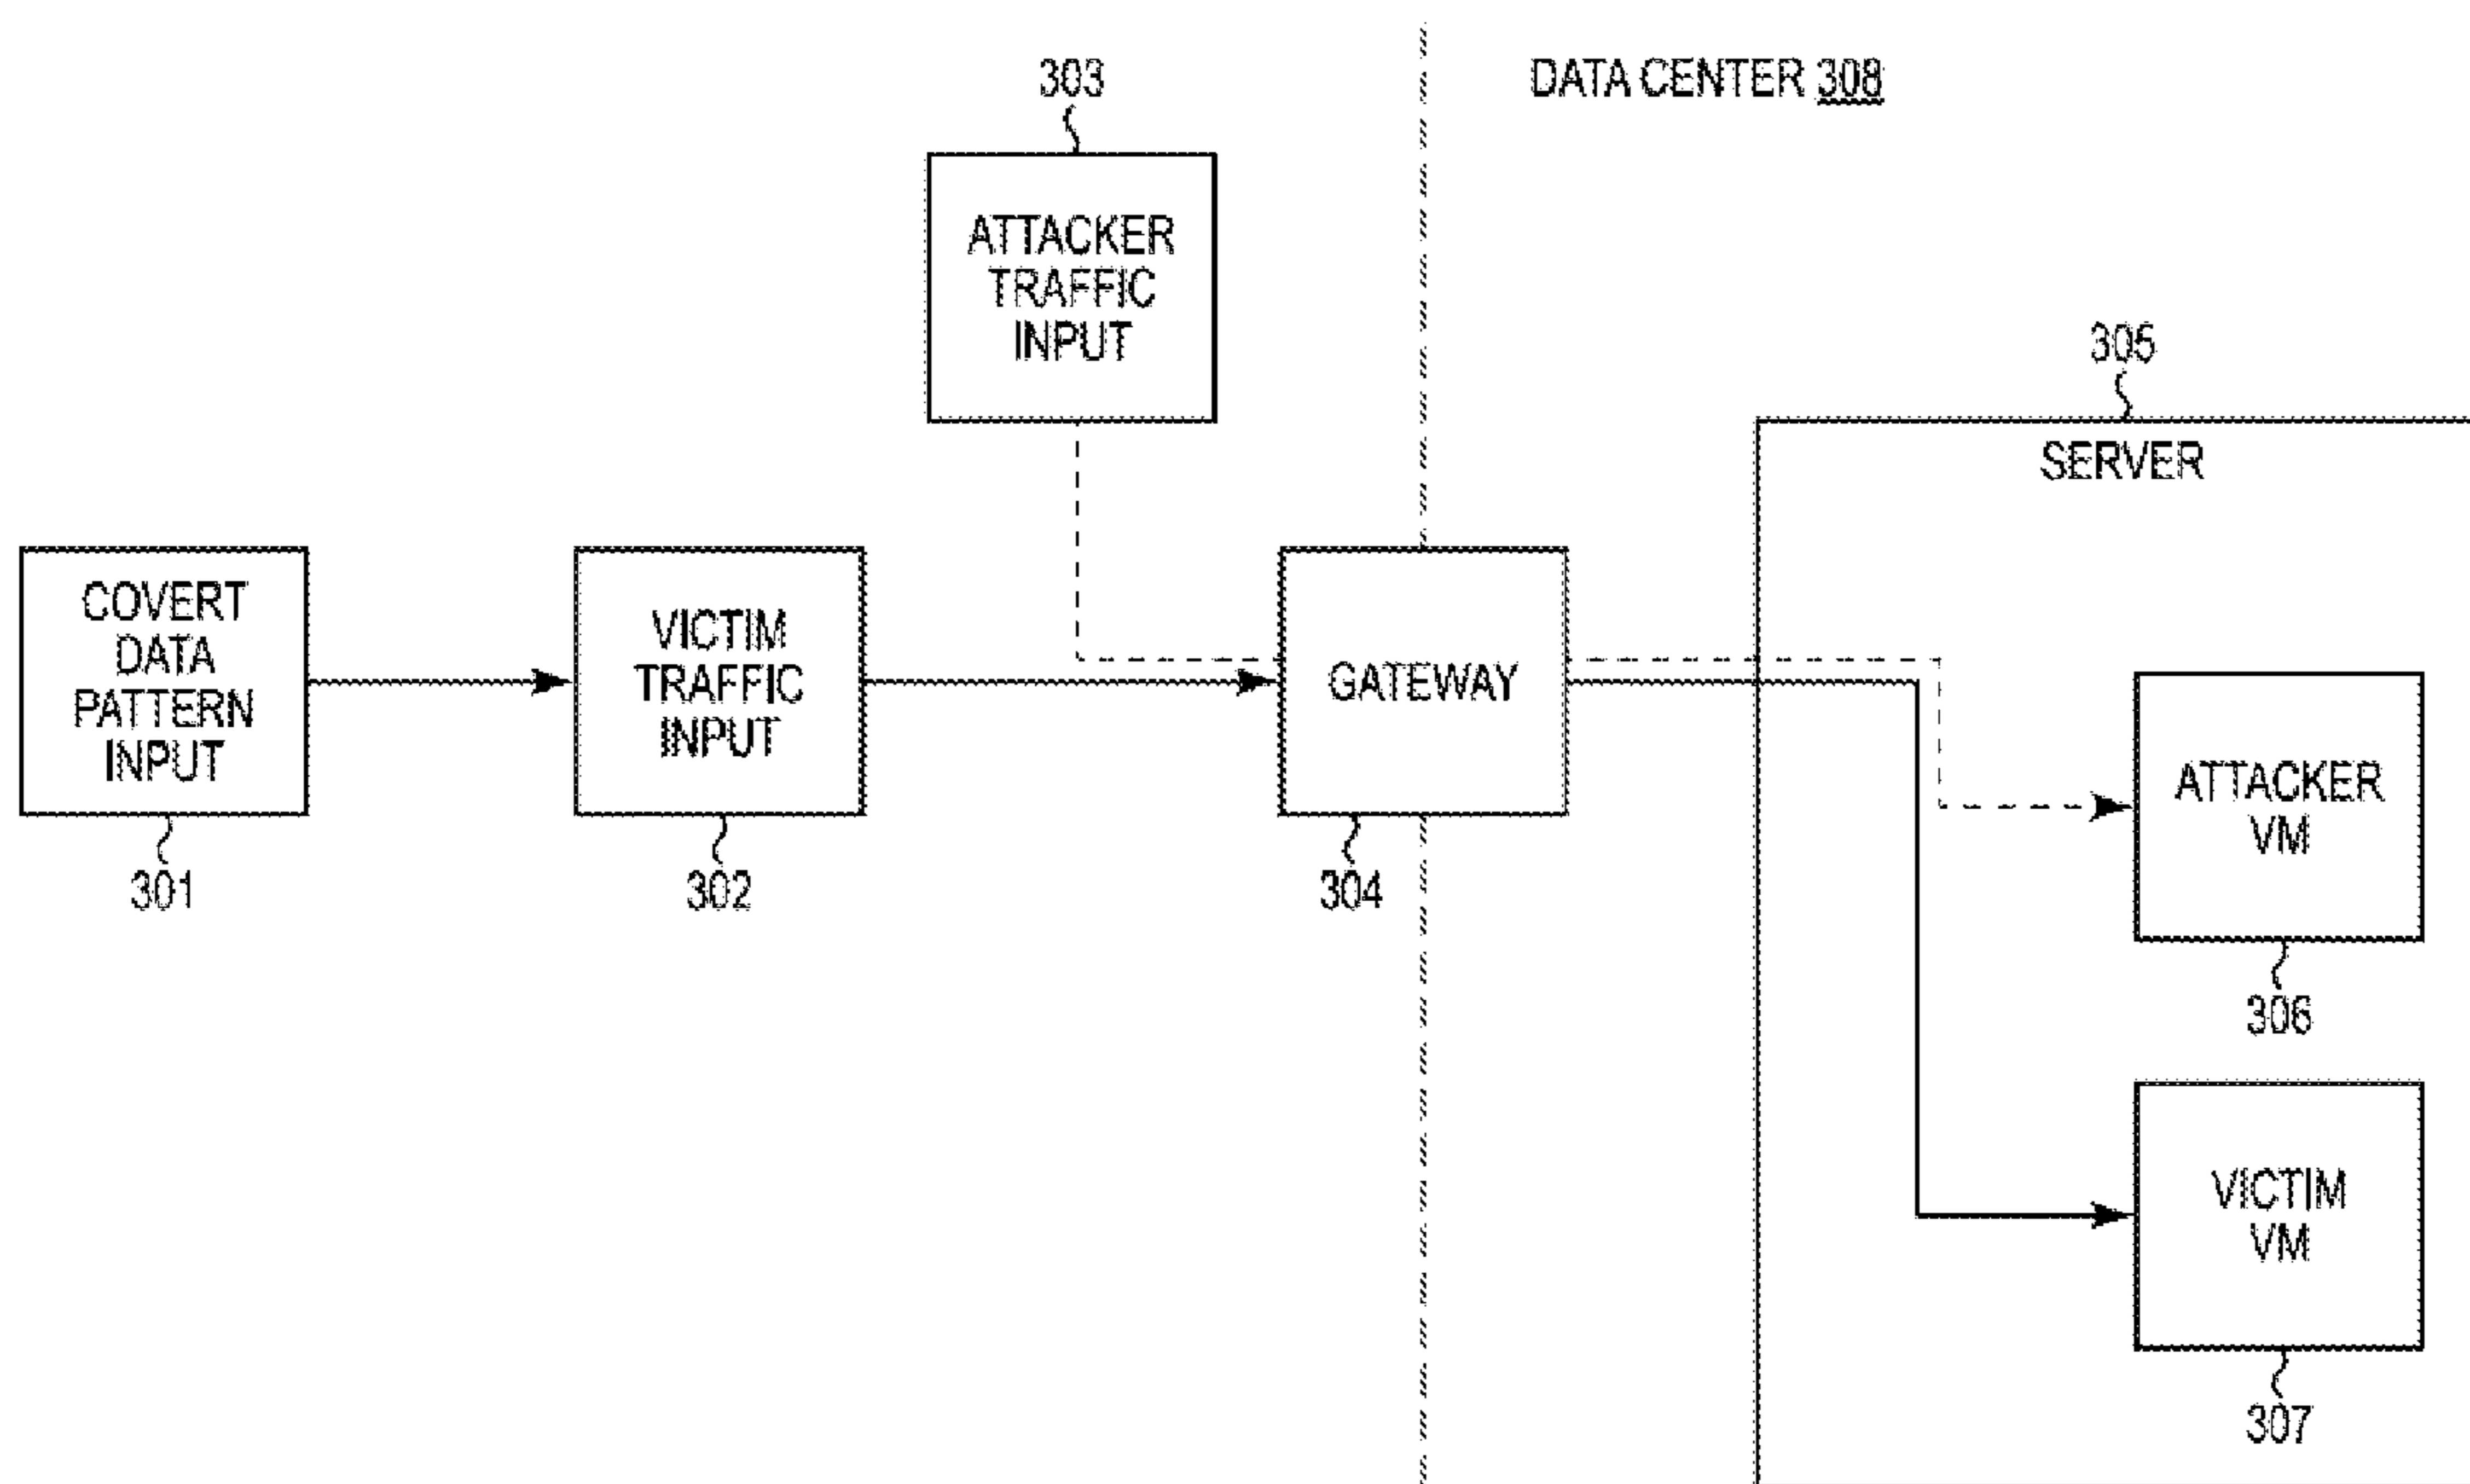 303
DATA CENTER 308
ATTACKER
TRAFFIC
INPUT
305
SERVER
COVERT
DATA
PATTERN
INPUT
301
VICTIM
TRAFFIC
INPUT
302
GATEWAY
304
ATTACKER
VM
306
VICTIM
VM
307